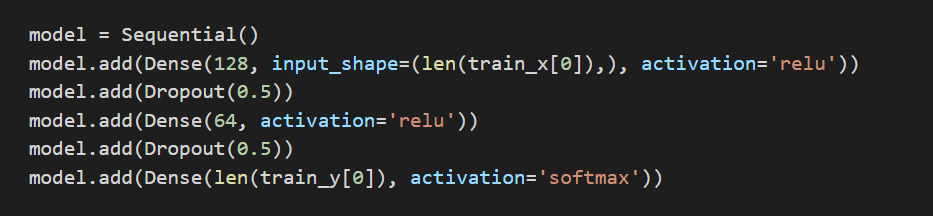 model = Sequential()
model.add(Dense(128, input_shape=(len(train_x[0]),), activation='relu'))
model.add(Dropout(0.5))
model.add(Dense(64, activation='relu'))
model.add(Dropout(0.5))
model.add(Dense(len(train_y[0]), activation='softmax'))